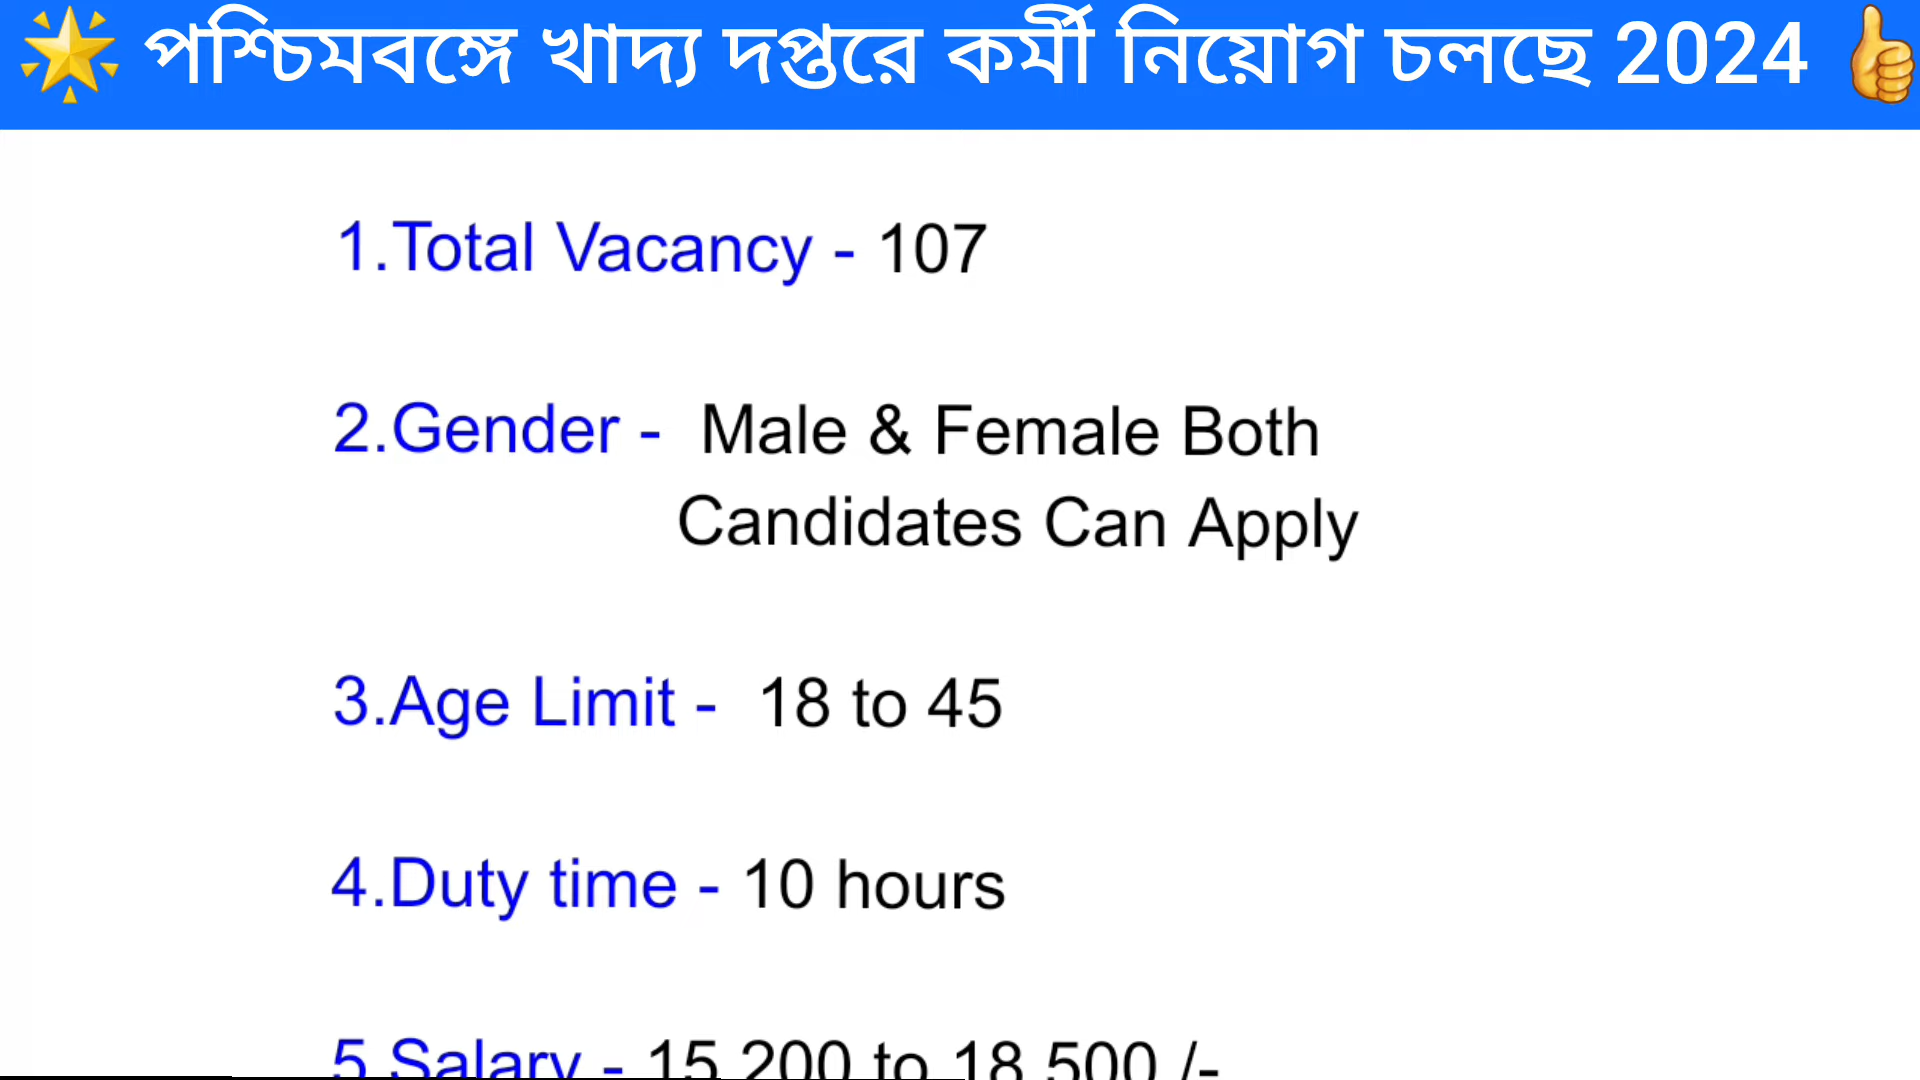 🌟 পশ্চিমবঙ্গে খাদ্য দপ্তরে কর্মী নিয়োগ চলছে 2024 👍
1.Total Vacancy - 107
2.Gender - Male & Female Both
Candidates Can Apply
3.Age Limit - 18 to 45
4.Duty time - 10 hours
5.Salary - 15,200 to 18,500 /-